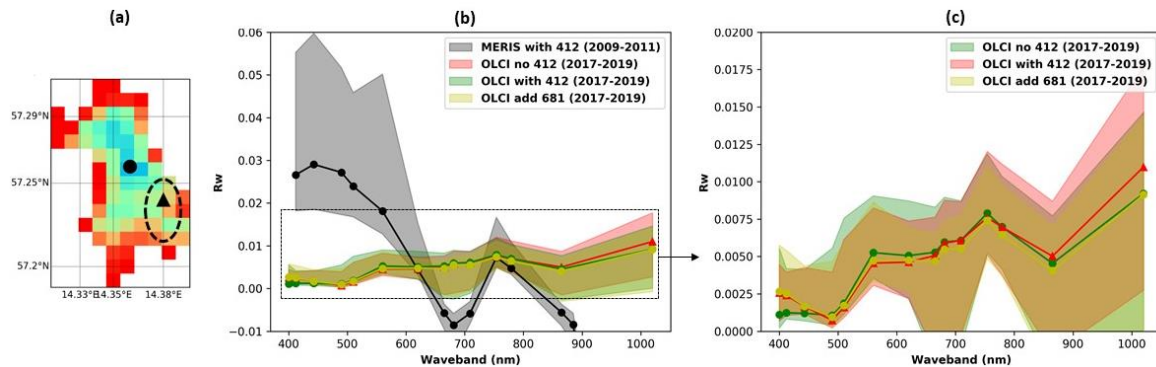 (a)
(b)
(c)
57.29°N
57.25°N
57.2°N
14.33°E 14.35°E 14.38°E
0.06
0.05
0.04
0.03
0.02
0.01
0.00
−0.01
Rw
MERIS with 412 (2009-2011)
OLCI no 412 (2017-2019)
OLCI with 412 (2017-2019)
OLCI add 681 (2017-2019)
400 500 600 700 800 900 1000
Waveband (nm)
0.0200
0.0175
0.0150
0.0125
0.0100
0.0075
0.0050
0.0025
0.0000
Rw
OLCI no 412 (2017-2019)
OLCI with 412 (2017-2019)
OLCI add 681 (2017-2019)
400 500 600 700 800 900 1000
Waveband (nm)